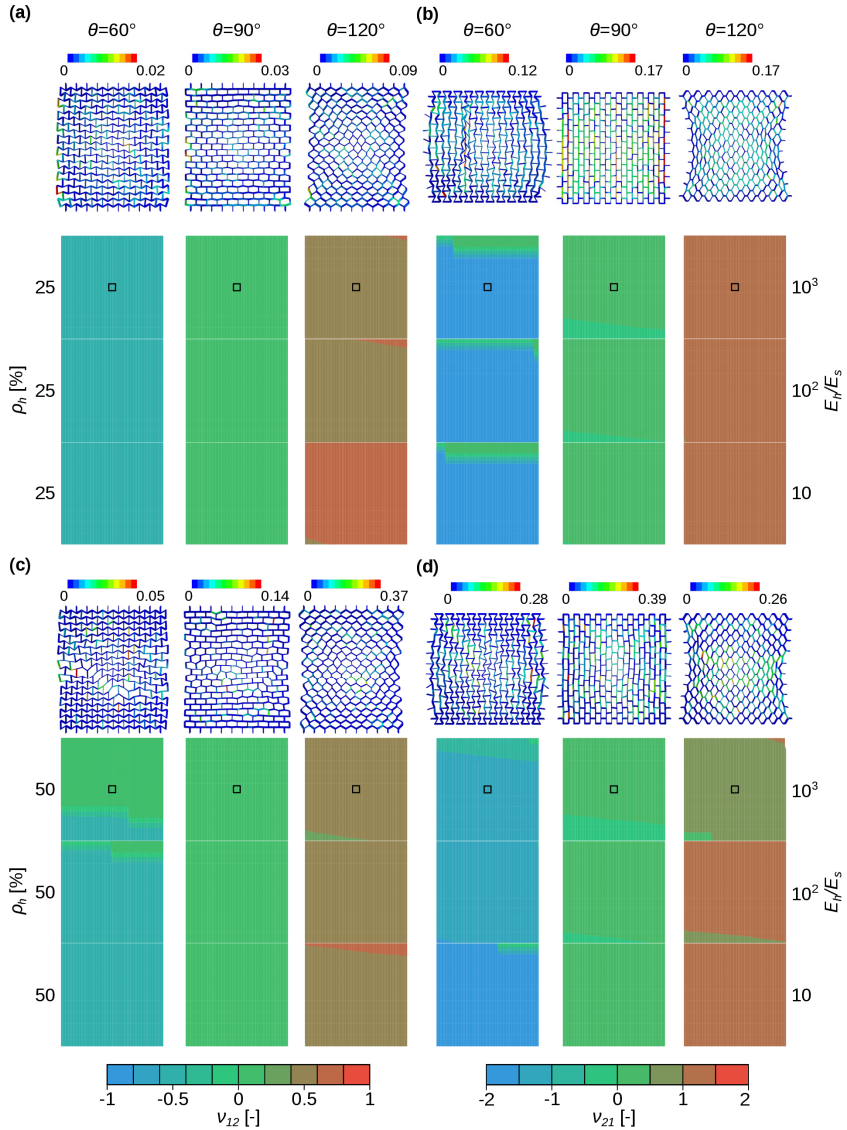 (a)
(b)
θ=60° θ=90° θ=120° θ=60° θ=90° θ=120°
0 0.02 0 0.03 0 0.09 0 0.12 0 0.17 0 0.17
25 10³
ρh [%] 25 10² Eh/Es
25 10
(c)
(d)
0 0.05 0 0.14 0 0.37 0 0.28 0 0.39 0 0.26
50 10³
ρh [%] 50 10² Eh/Es
50 10
-1 -0.5 0 0.5 1 -2 -1 0 1 2
ν12 [-] ν21 [-]